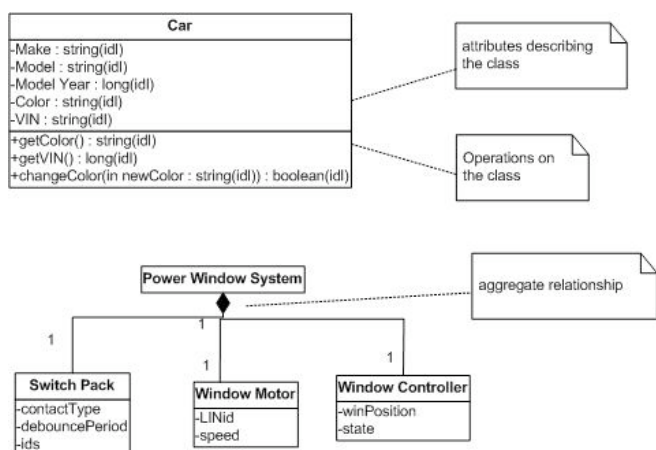 Car
-Make : string(idl)
-Model : string(idl)
-Model Year : long(idl)
-Color : string(idl)
-VIN : string(idl)
+getColor() : string(idl)
+getVIN() : long(idl)
+changeColor(in newColor : string(idl)) : boolean(idl)
attributes describing
the class
Operations on
the class
Power Window System
aggregate relationship
1
1
1
1
Switch Pack
-contactType
-debouncePeriod
-ids
Window Motor
-LINid
-speed
Window Controller
-winPosition
-state